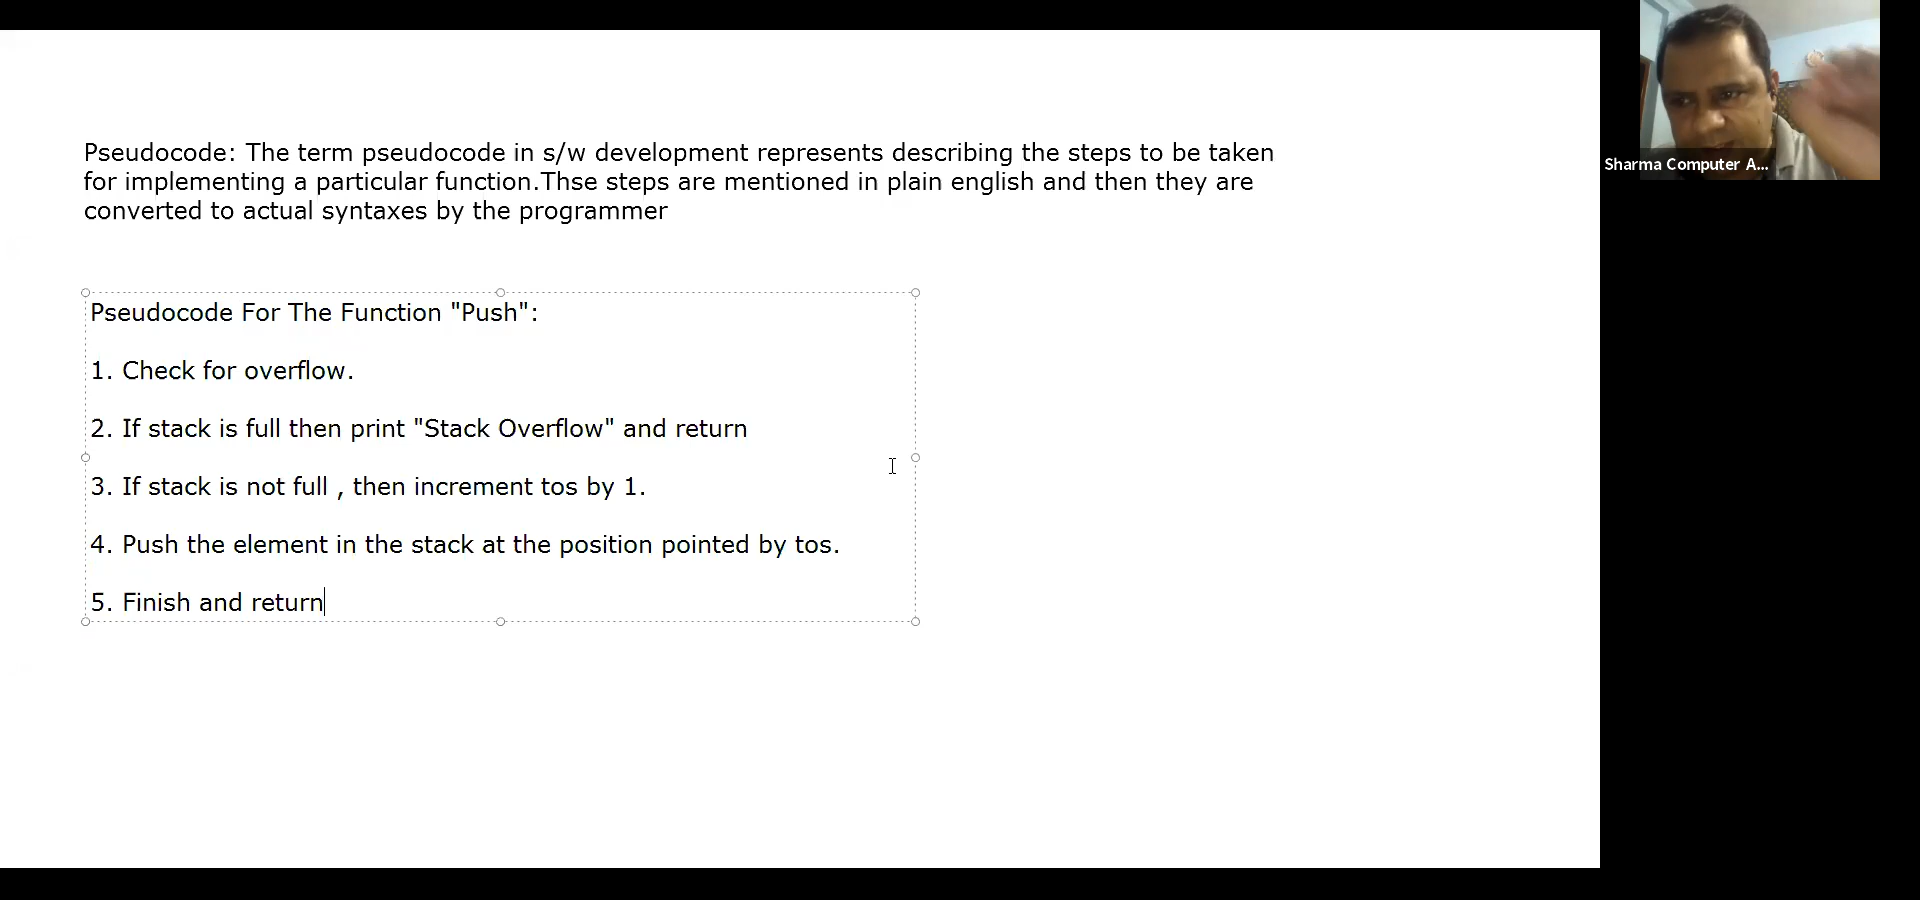 Pseudocode: The term pseudocode in s/w development represents describing the steps to be taken
for implementing a particular function.Thse steps are mentioned in plain english and then they are
converted to actual syntaxes by the programmer
Pseudocode For The Function "Push":
1. Check for overflow.
2. If stack is full then print "Stack Overflow" and return
3. If stack is not full , then increment tos by 1.
4. Push the element in the stack at the position pointed by tos.
5. Finish and return
Sharma Computer A...